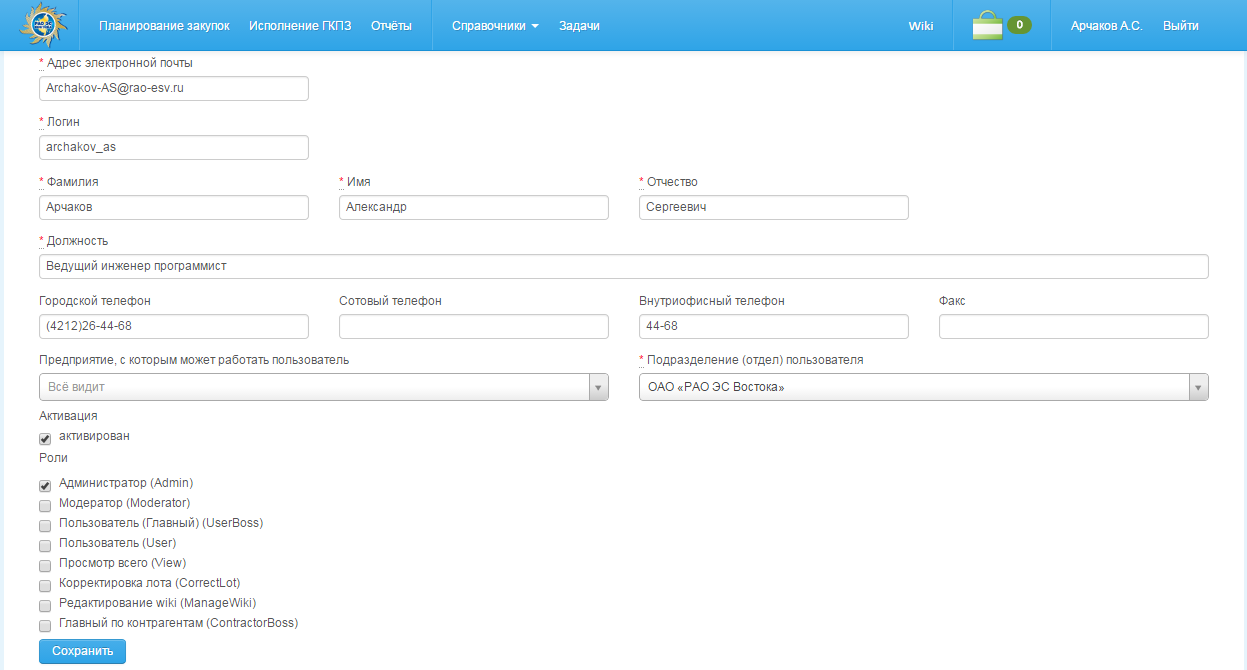 Планирование закупок Исполнение ГКПЗ Отчёты Справочники Задачи Wiki 0 Арчаков А.С. Выйти
* Адрес электронной почты
Archakov-AS@rao-esv.ru
* Логин
archakov_as
* Фамилия * Имя * Отчество
Арчаков Александр Сергеевич
* Должность
Ведущий инженер программист
Городской телефон Сотовый телефон Внутриофисный телефон Факс
(4212)26-44-68 44-68
Предприятие, с которым может работать пользователь * Подразделение (отдел) пользователя
Всё видит ОАО «РАО ЭС Востока»
Активация
активирован
Роли
Администратор (Admin)
Модератор (Moderator)
Пользователь (Главный) (UserBoss)
Пользователь (User)
Просмотр всего (View)
Корректировка лота (CorrectLot)
Редактирование wiki (ManageWiki)
Главный по контрагентам (ContractorBoss)
Сохранить